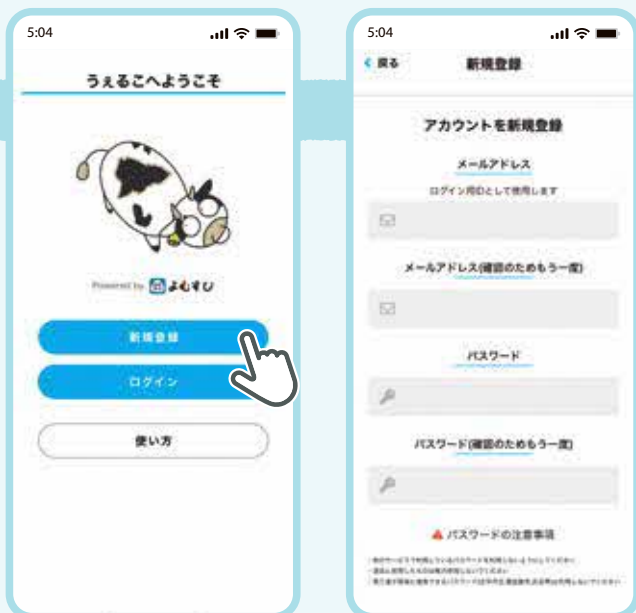 5:04
うぇるこへようこそ
Powered by よむすび
新規登録
ログイン
使い方
5:04
戻る
新規登録
アカウントを新規登録
メールアドレス
ログイン用IDとして使用します
メールアドレス(確認のためもう一度)
パスワード
パスワード(確認のためもう一度)
パスワードの注意事項